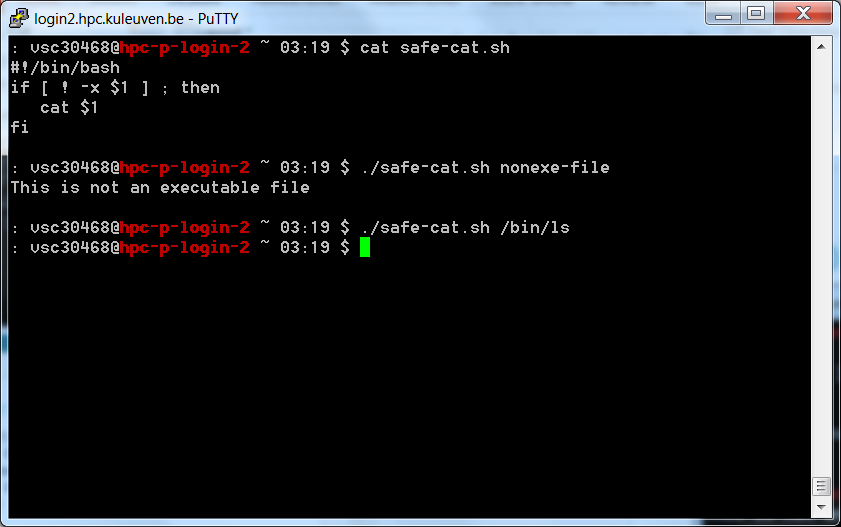 login2.hpc.kuleuven.be - PuTTY
: vsc30468@hpc-p-login-2 ~ 03:19 $ cat safe-cat.sh
#!/bin/bash
if [ ! -x $1 ] ; then
   cat $1
fi
: vsc30468@hpc-p-login-2 ~ 03:19 $ ./safe-cat.sh nonexe-file
This is not an executable file
: vsc30468@hpc-p-login-2 ~ 03:19 $ ./safe-cat.sh /bin/ls
: vsc30468@hpc-p-login-2 ~ 03:19 $